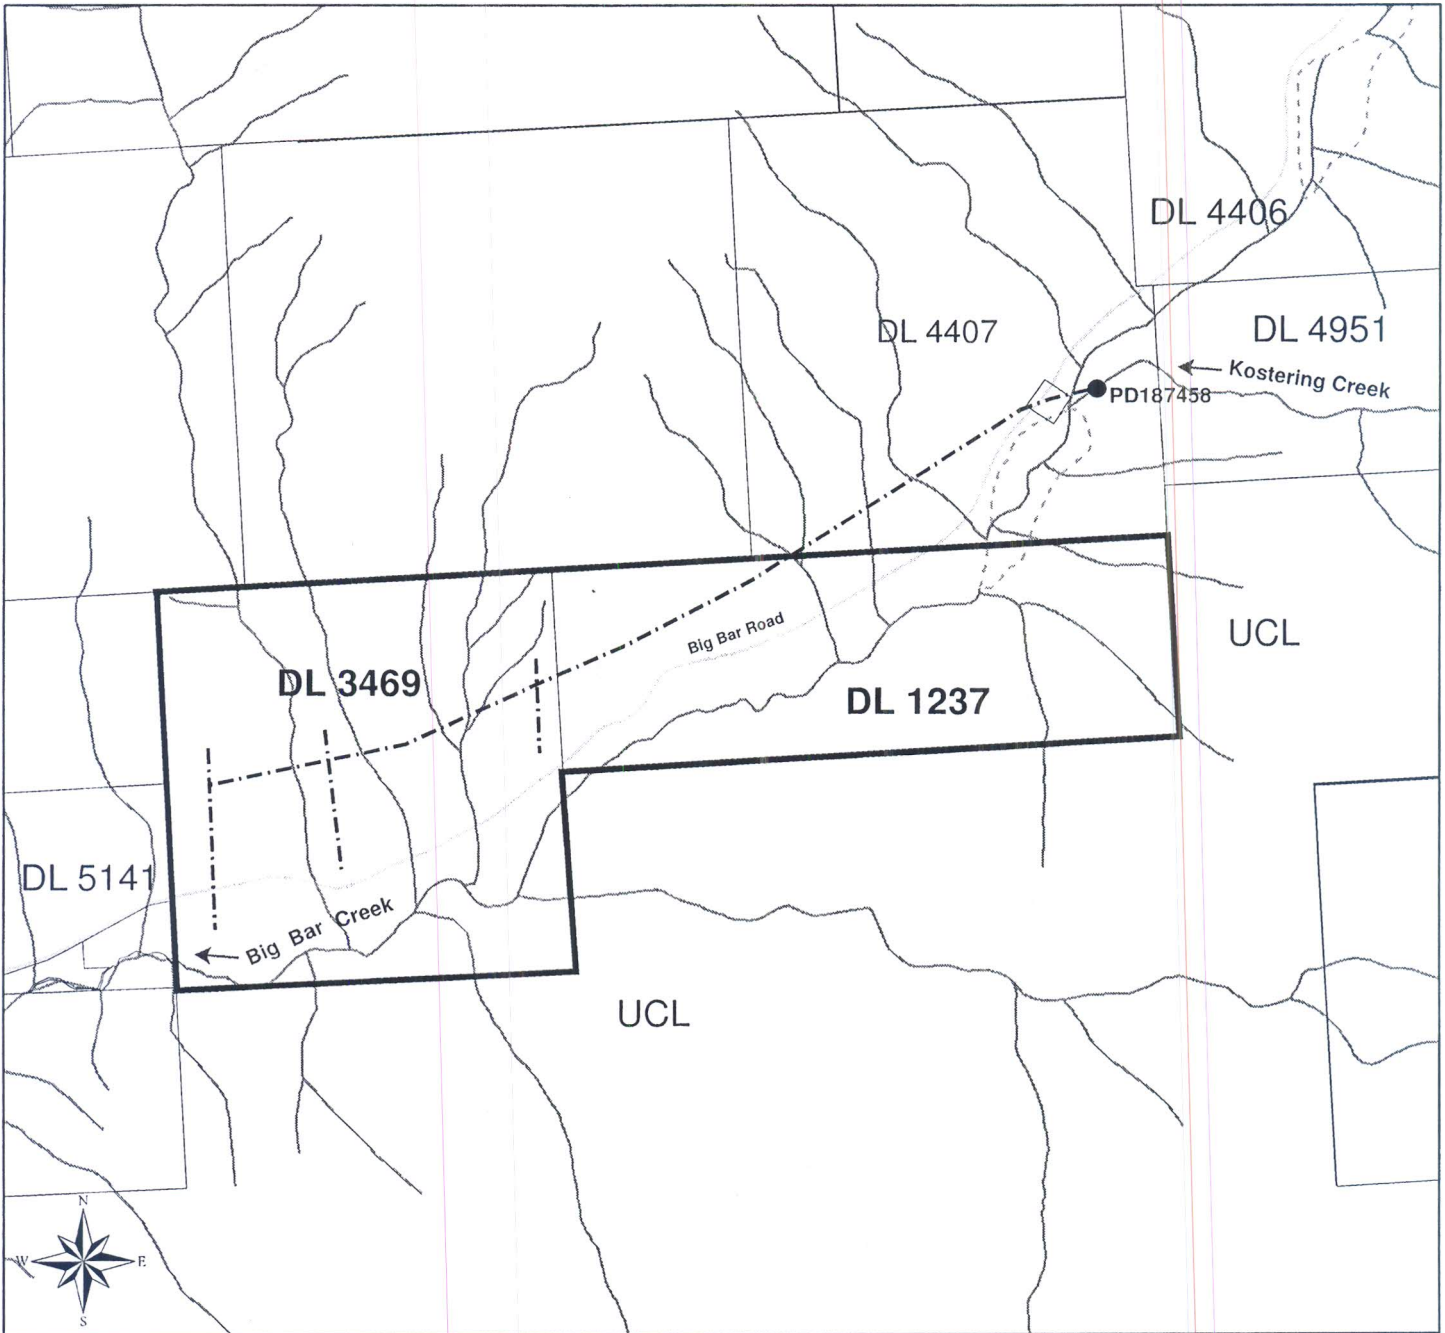 DL 4406
DL 4407
DL 4951
Kostering Creek
PD187458
Big Bar Road
UCL
DL 3469
DL 1237
DL 5141
Big Bar Creek
UCL
N
W E
S